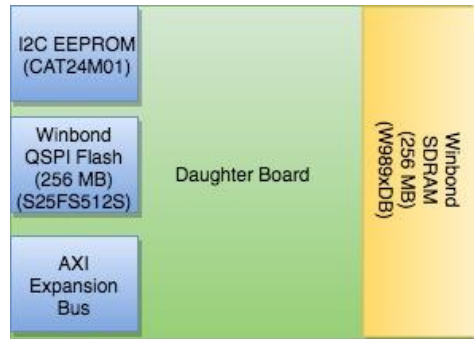 I2C EEPROM
(CAT24M01)
Winbond
QSPI Flash
(256 MB)
(S25FS512S)
AXI
Expansion
Bus
Daughter Board
Winbond
SDRAM
(256 MB)
(W989xDB)